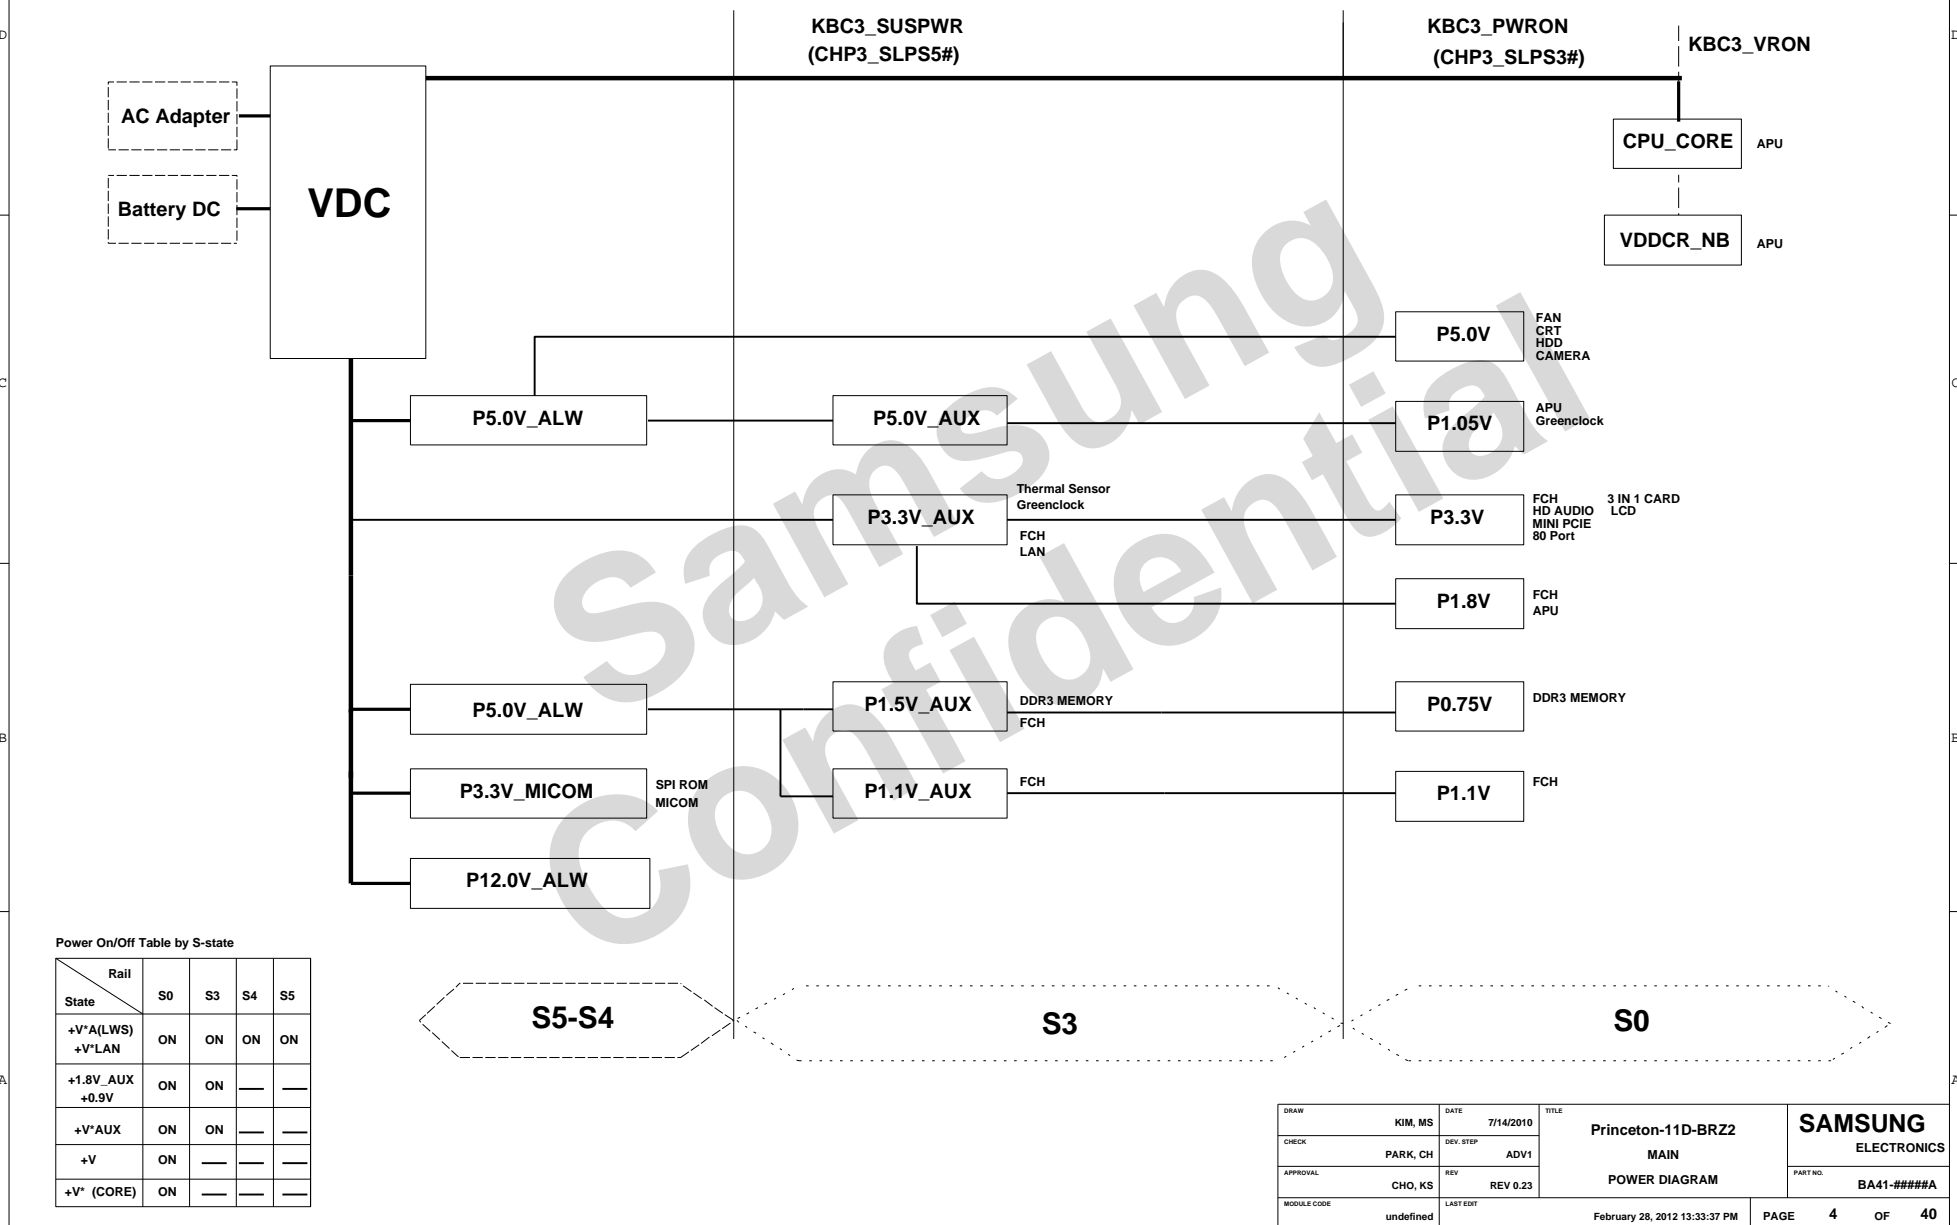 KBC3_SUSPWR
(CHP3_SLPS5#)
KBC3_PWRON
(CHP3_SLPS3#)
KBC3_VRON
D
D
AC Adapter
Battery DC
VDC
CPU_CORE
APU
VDDCR_NB
APU
P5.0V
FAN
CRT
HDD
CAMERA
C
C
P5.0V_ALW
P5.0V_AUX
P1.05V
APU
Greenclock
P3.3V_AUX
Thermal Sensor
Greenclock
FCH
LAN
P3.3V
FCH
HD AUDIO
MINI PCIE
80 Port
3 IN 1 CARD
LCD
P1.8V
FCH
APU
P5.0V_ALW
P1.5V_AUX
DDR3 MEMORY
FCH
P0.75V
DDR3 MEMORY
B
B
P3.3V_MICOM
SPI ROM
MICOM
P1.1V_AUX
FCH
P1.1V
FCH
P12.0V_ALW
Samsung
Confidential
Power On/Off Table by S-state
Rail
State
S0 S3 S4 S5
+V*A(LWS)
+V*LAN
ON ON ON ON
+1.8V_AUX
+0.9V
ON ON
+V*AUX ON ON
+V ON
+V* (CORE) ON
S5-S4
S3
S0
A
A
DRAW
KIM, MS
DATE
7/14/2010
TITLE
Princeton-11D-BRZ2
MAIN
POWER DIAGRAM
SAMSUNG
ELECTRONICS
CHECK
PARK, CH
DEV. STEP
ADV1
APPROVAL
CHO, KS
REV
REV 0.23
PART NO.
BA41-#####A
MODULE CODE
undefined
LAST EDIT
February 28, 2012 13:33:37 PM
PAGE 4 OF 40